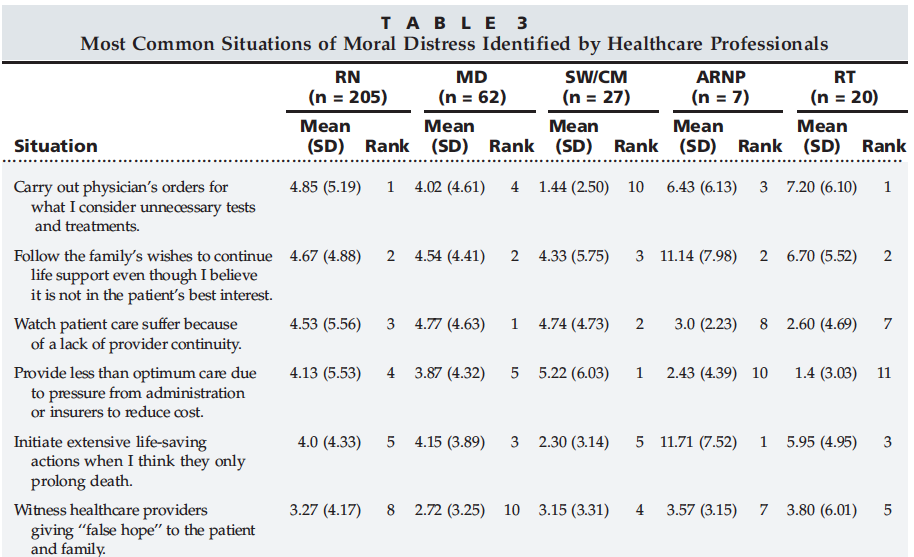 T A B L E 3
Most Common Situations of Moral Distress Identified by Healthcare Professionals
RN MD SW/CM ARNP RT
(n = 205) (n = 62) (n = 27) (n = 7) (n = 20)
Mean Mean Mean Mean Mean
Situation (SD) Rank (SD) Rank (SD) Rank (SD) Rank (SD) Rank
Carry out physician’s orders for 4.85 (5.19) 1 4.02 (4.61) 4 1.44 (2.50) 10 6.43 (6.13) 3 7.20 (6.10) 1
what I consider unnecessary tests
and treatments.
Follow the family’s wishes to continue 4.67 (4.88) 2 4.54 (4.41) 2 4.33 (5.75) 3 11.14 (7.98) 2 6.70 (5.52) 2
life support even though I believe
it is not in the patient’s best interest.
Watch patient care suffer because 4.53 (5.56) 3 4.77 (4.63) 1 4.74 (4.73) 2 3.0 (2.23) 8 2.60 (4.69) 7
of a lack of provider continuity.
Provide less than optimum care due 4.13 (5.53) 4 3.87 (4.32) 5 5.22 (6.03) 1 2.43 (4.39) 10 1.4 (3.03) 11
to pressure from administration
or insurers to reduce cost.
Initiate extensive life-saving 4.0 (4.33) 5 4.15 (3.89) 3 2.30 (3.14) 5 11.71 (7.52) 1 5.95 (4.95) 3
actions when I think they only
prolong death.
Witness healthcare providers 3.27 (4.17) 8 2.72 (3.25) 10 3.15 (3.31) 4 3.57 (3.15) 7 3.80 (6.01) 5
giving ‘‘false hope’’ to the patient
and family.